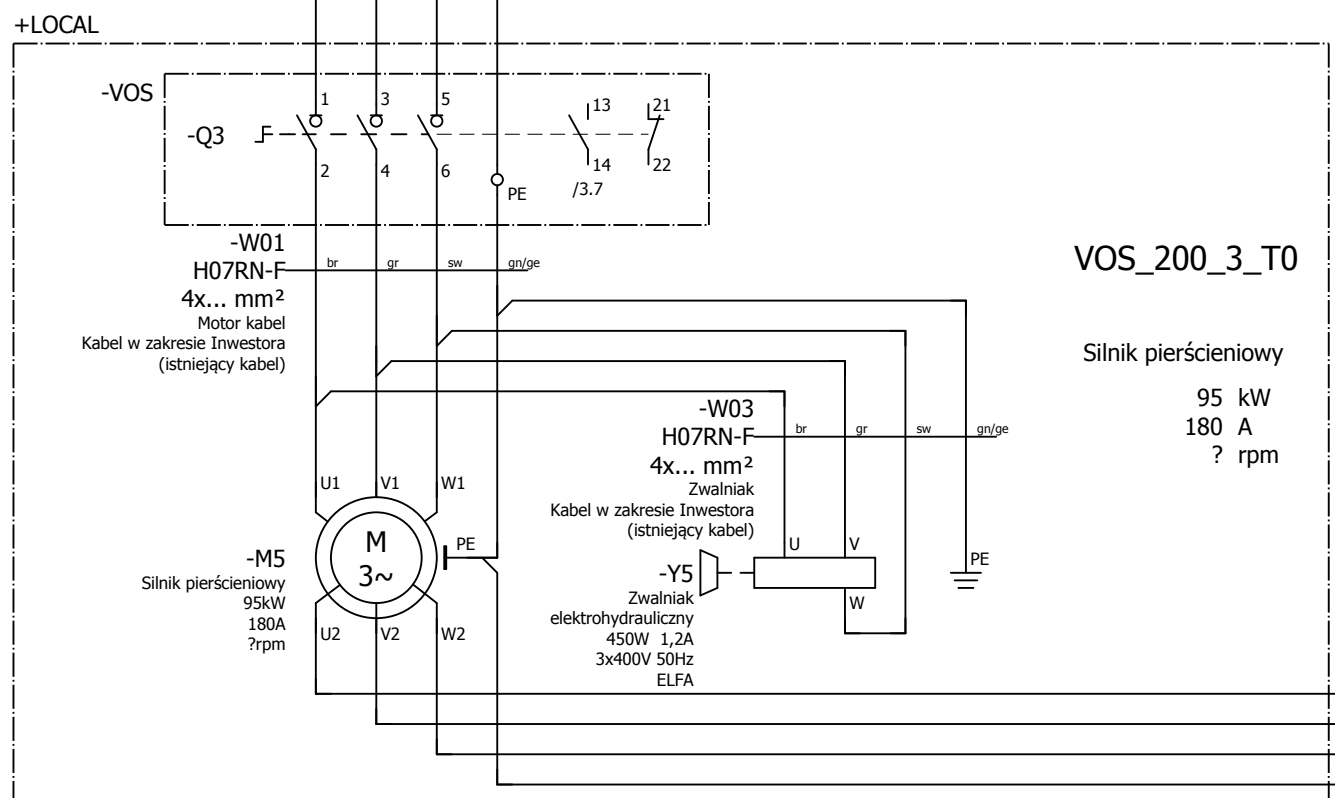 +LOCAL
-VOS
-Q3
1
3
5
13
21
2
4
6
14
22
PE
/3.7
-W01
H07RN-F
4x... mm²
Motor kabel
Kabel w zakresie Inwestora
(istniejący kabel)
br
gr
sw
gn/ge
VOS_200_3_T0
Silnik pierścieniowy
95 kW
180 A
? rpm
-W03
H07RN-F
4x... mm²
Zwalniak
Kabel w zakresie Inwestora
(istniejący kabel)
br
gr
sw
gn/ge
U1
V1
W1
M
3~
PE
-M5
Silnik pierścieniowy
95kW
180A
?rpm
U2
V2
W2
U
V
W
PE
-Y5
Zwalniak
elektrohydrauliczny
450W 1,2A
3x400V 50Hz
ELFA